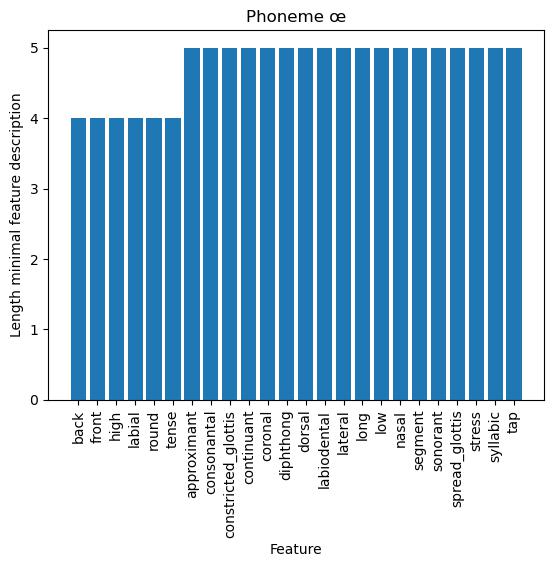 Phoneme œ
Length minimal feature description
5
4
3
2
1
0
back
front
high
labial
round
tense
approximant
consonantal
constricted_glottis
continuant
coronal
diphthong
dorsal
labiodental
lateral
long
low
nasal
segment
sonorant
spread_glottis
stress
syllabic
tap
Feature